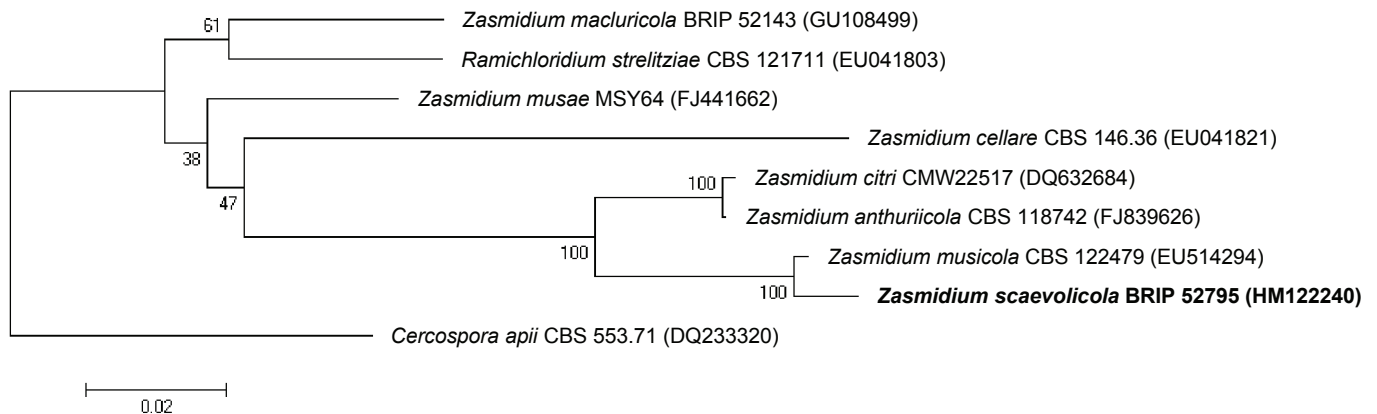 61
Zasmidium macluricola BRIP 52143 (GU108499)
Ramichloridium strelitziae CBS 121711 (EU041803)
Zasmidium musae MSY64 (FJ441662)
38
Zasmidium cellare CBS 146.36 (EU041821)
47
100
Zasmidium citri CMW22517 (DQ632684)
Zasmidium anthuriicola CBS 118742 (FJ839626)
100
Zasmidium musicola CBS 122479 (EU514294)
100
Zasmidium scaevolicola BRIP 52795 (HM122240)
Cercospora apii CBS 553.71 (DQ233320)
0.02